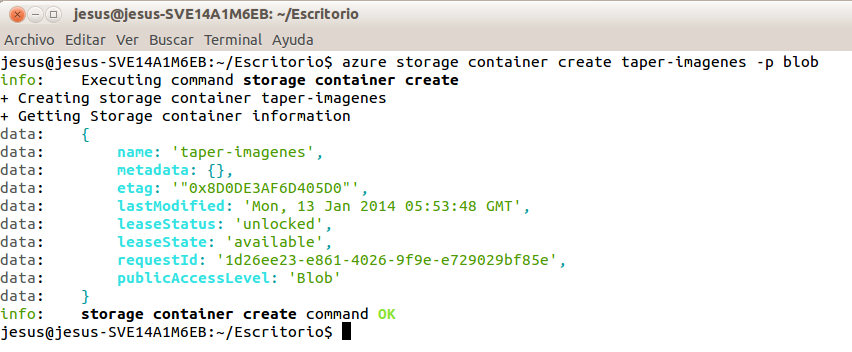 jesus@jesus-SVE14A1M6EB: ~/Escritorio
Archivo Editar Ver Buscar Terminal Ayuda
jesus@jesus-SVE14A1M6EB:~/Escritorio$ azure storage container create taper-imagenes -p blob
info:    Executing command storage container create
+ Creating storage container taper-imagenes
+ Getting Storage container information
data:    {
data:        name: 'taper-imagenes',
data:        metadata: {},
data:        etag: '"0x8D0DE3AF6D405D0"',
data:        lastModified: 'Mon, 13 Jan 2014 05:53:48 GMT',
data:        leaseStatus: 'unlocked',
data:        leaseState: 'available',
data:        requestId: '1d26ee23-e861-4026-9f9e-e729029bf85e',
data:        publicAccessLevel: 'Blob'
data:    }
info:    storage container create command OK
jesus@jesus-SVE14A1M6EB:~/Escritorio$